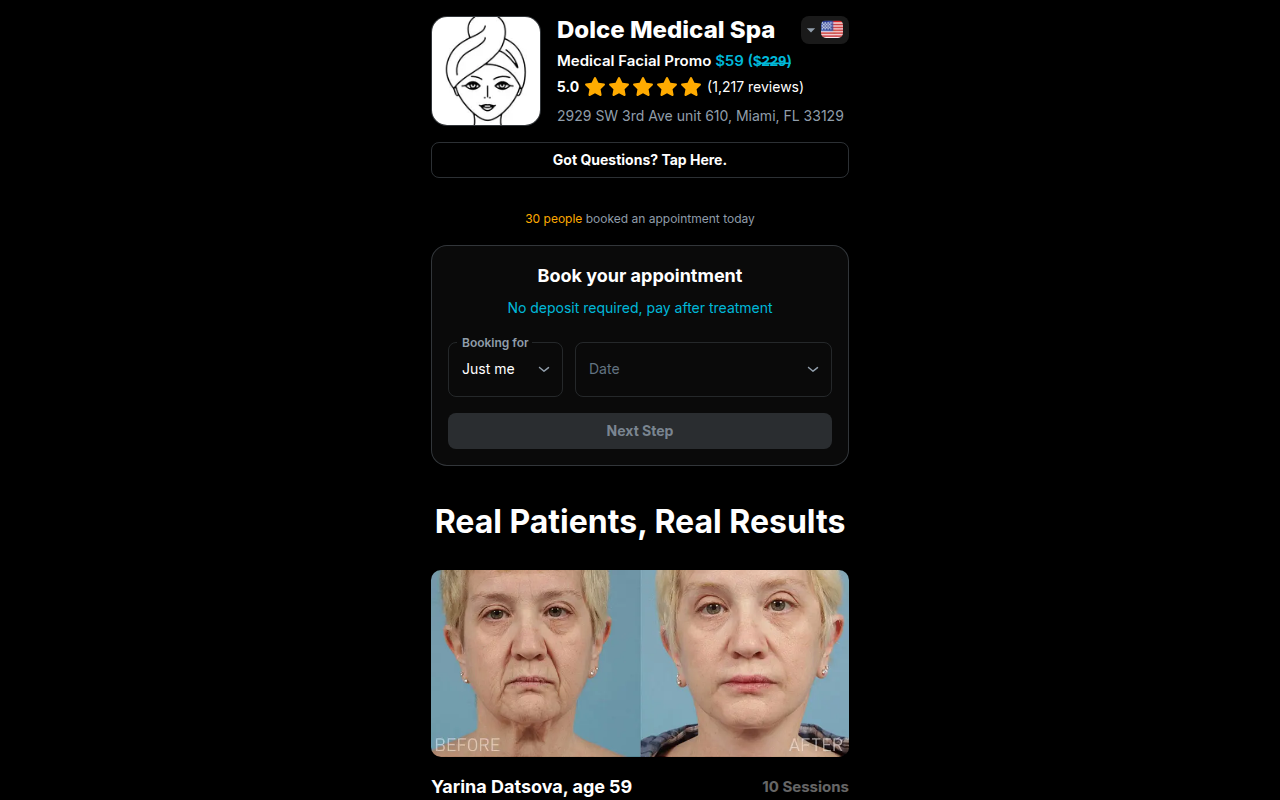 Dolce Medical Spa
Medical Facial Promo $59 ($229)
5.0 (1,217 reviews)
2929 SW 3rd Ave unit 610, Miami, FL 33129
Got Questions? Tap Here.
30 people booked an appointment today
Book your appointment
No deposit required, pay after treatment
Booking for
Just me
Date
Next Step
Real Patients, Real Results
BEFORE
AFTER
Yarina Datsova, age 59
10 Sessions